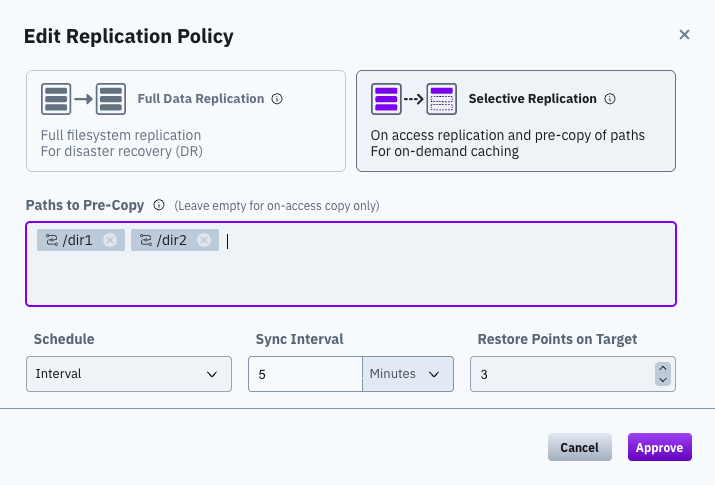 Edit Replication Policy
Full Data Replication
Full filesystem replication
For disaster recovery (DR)
Selective Replication
On access replication and pre-copy of paths
For on-demand caching
Paths to Pre-Copy (Leave empty for on-access copy only)
/dir1 /dir2
Schedule Sync Interval Restore Points on Target
Interval 5 Minutes 3
Cancel Approve